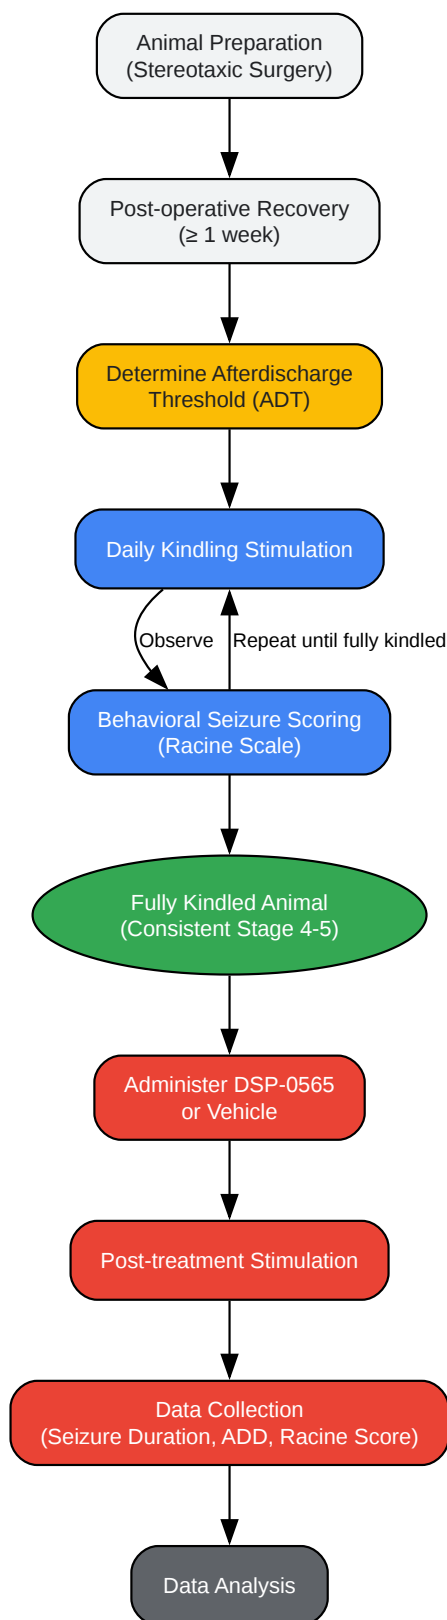 Animal Preparation
(Stereotaxic Surgery)
Post-operative Recovery
(≥ 1 week)
Determine Afterdischarge
Threshold (ADT)
Daily Kindling Stimulation
Observe
Repeat until fully kindled
Behavioral Seizure Scoring
(Racine Scale)
Fully Kindled Animal
(Consistent Stage 4-5)
Administer DSP-0565
or Vehicle
Post-treatment Stimulation
Data Collection
(Seizure Duration, ADD, Racine Score)
Data Analysis